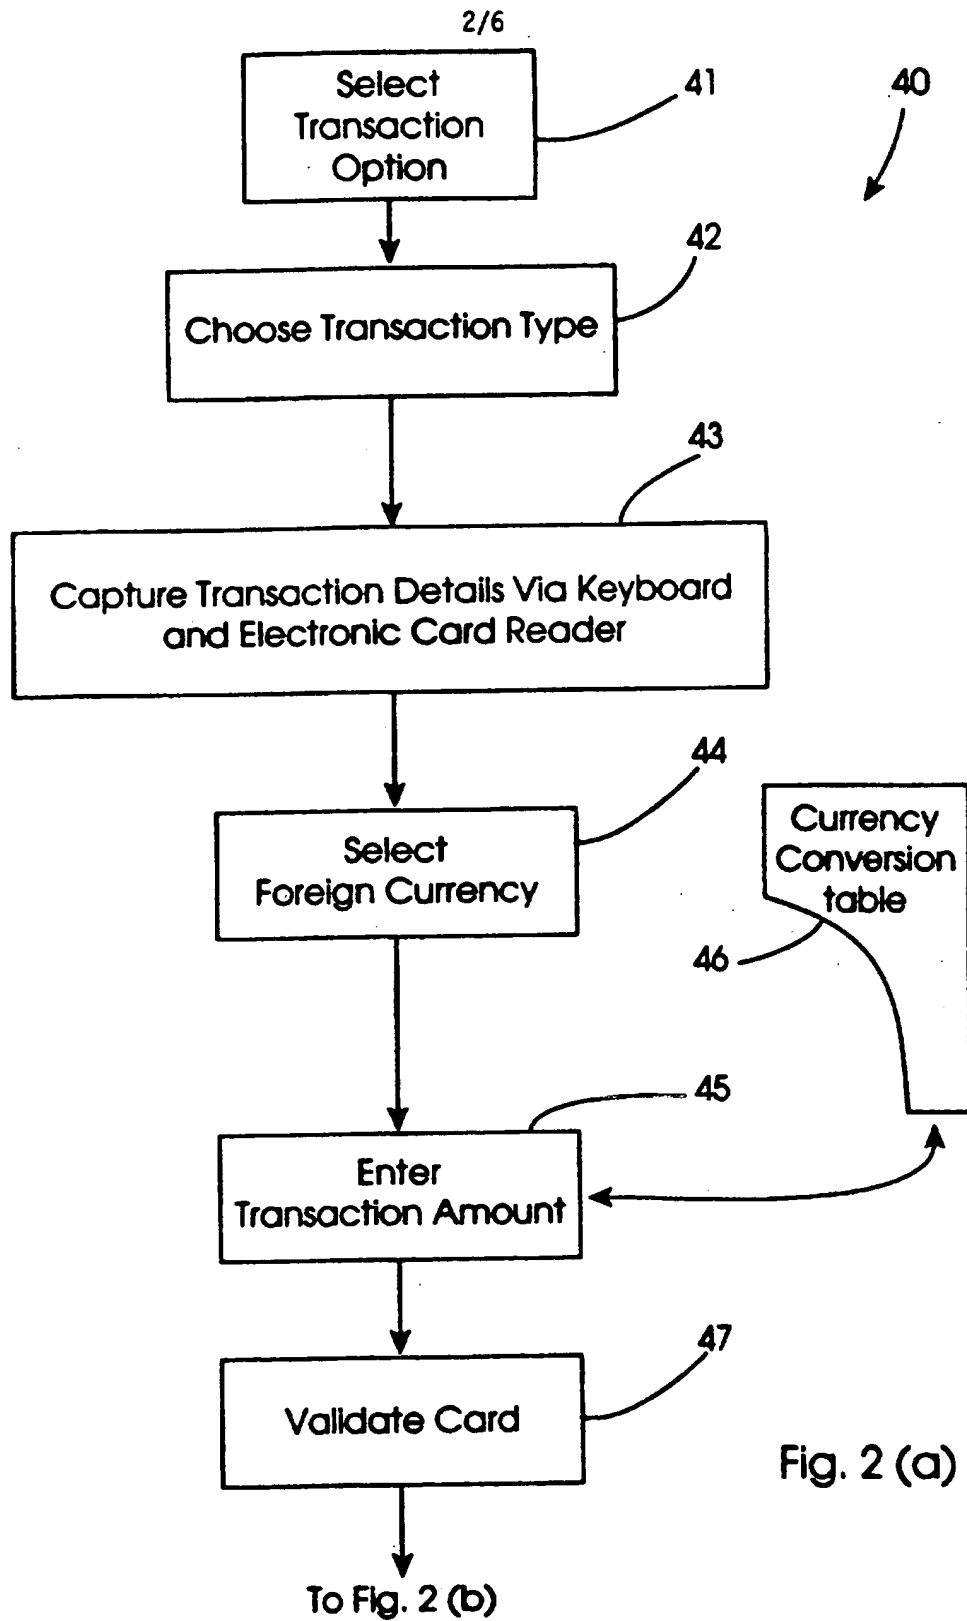 2/6
Select
Transaction
Option
41
40
Choose Transaction Type
42
43
Capture Transaction Details Via Keyboard
and Electronic Card Reader
44
Select
Foreign Currency
Currency
Conversion
table
46
45
Enter
Transaction Amount
47
Validate Card
Fig. 2 (a)
To Fig. 2 (b)